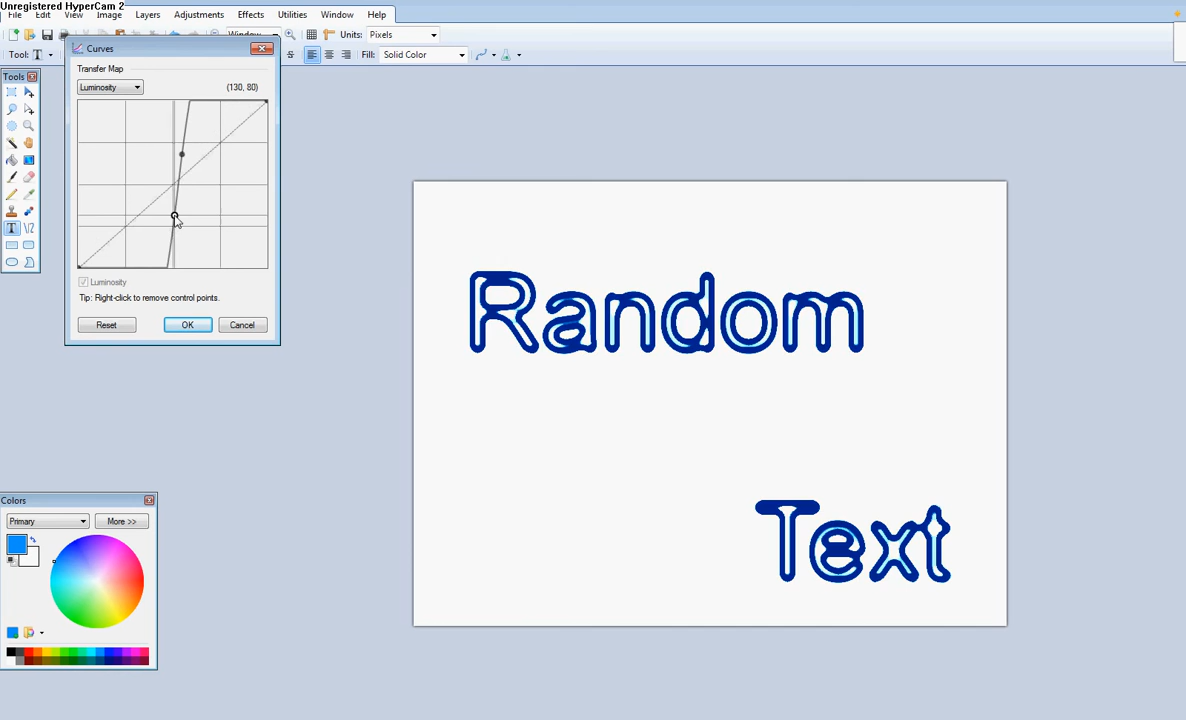 Unregistered HyperCam 2
File Edit View Image Layers Adjustments Effects Utilities Window Help
Window Units: Pixels
Tool: T Fill: Solid Color
Curves
Transfer Map
Luminosity (130, 80)
Luminosity
Tip: Right-click to remove control points.
Reset OK Cancel
Tools
T
Random
Text
Colors
Primary More >>